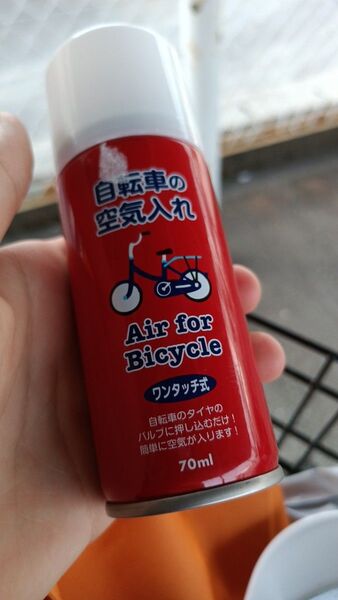 自転車の
空気入れ
Air for
Bicycle
ワンタッチ式
自転車のタイヤの
バルブに押し込むだけ!
簡単に空気が入ります!
70ml